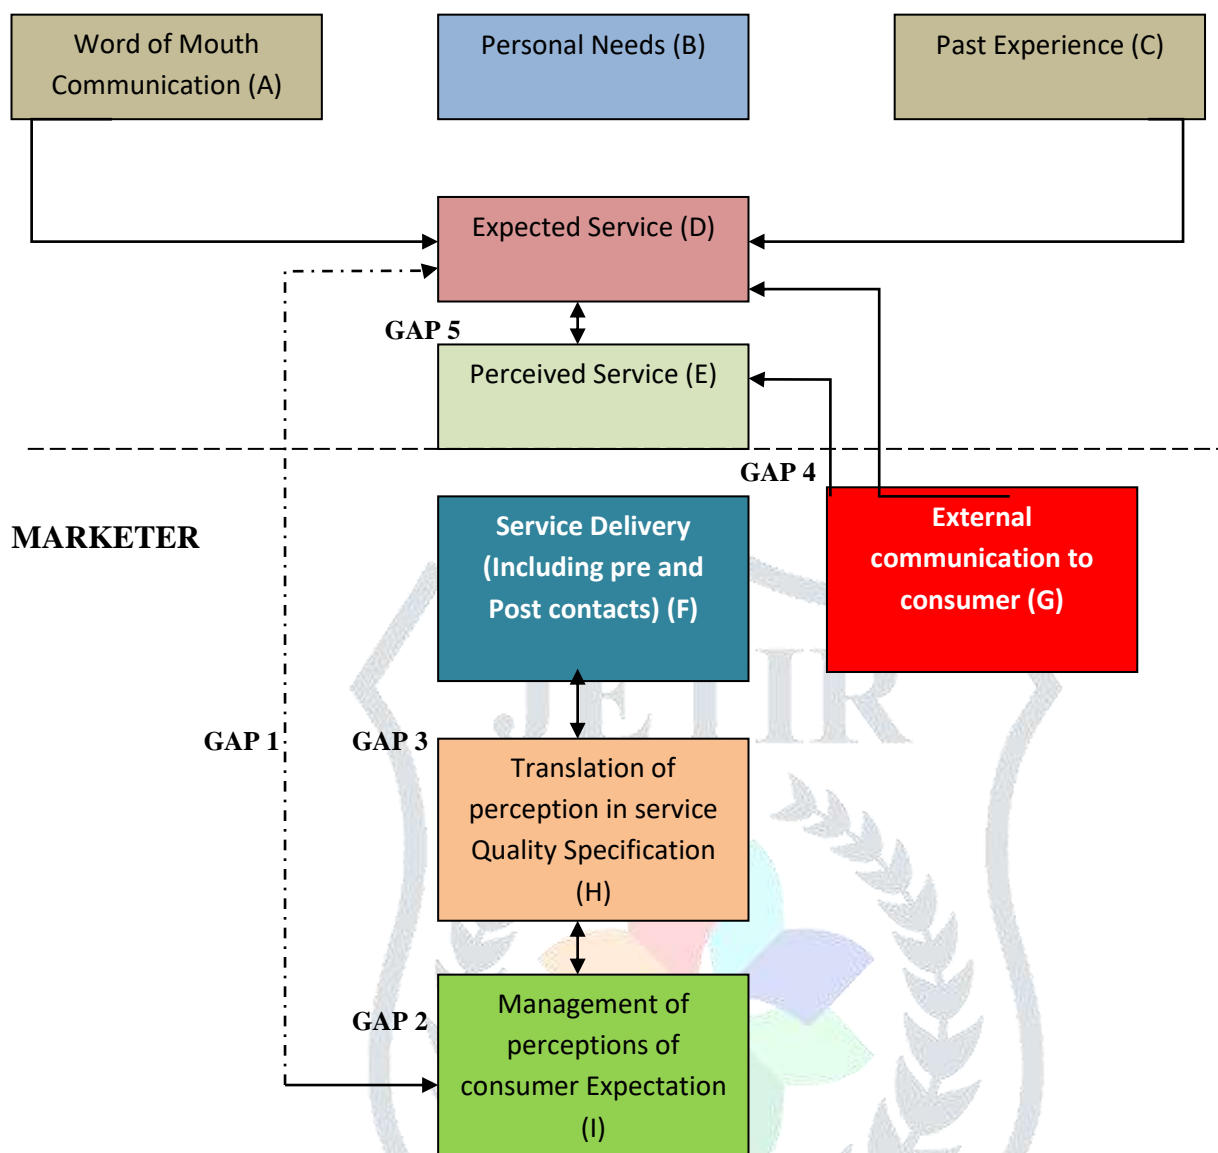 Word of Mouth
Communication (A)
Personal Needs (B)
Past Experience (C)
Expected Service (D)
GAP 5
Perceived Service (E)
GAP 4
MARKETER
Service Delivery
(Including pre and
Post contacts) (F)
External
communication to
consumer (G)
JETIR
GAP 1
GAP 3
Translation of
perception in service
Quality Specification
(H)
GAP 2
Management of
perceptions of
consumer Expectation
(I)